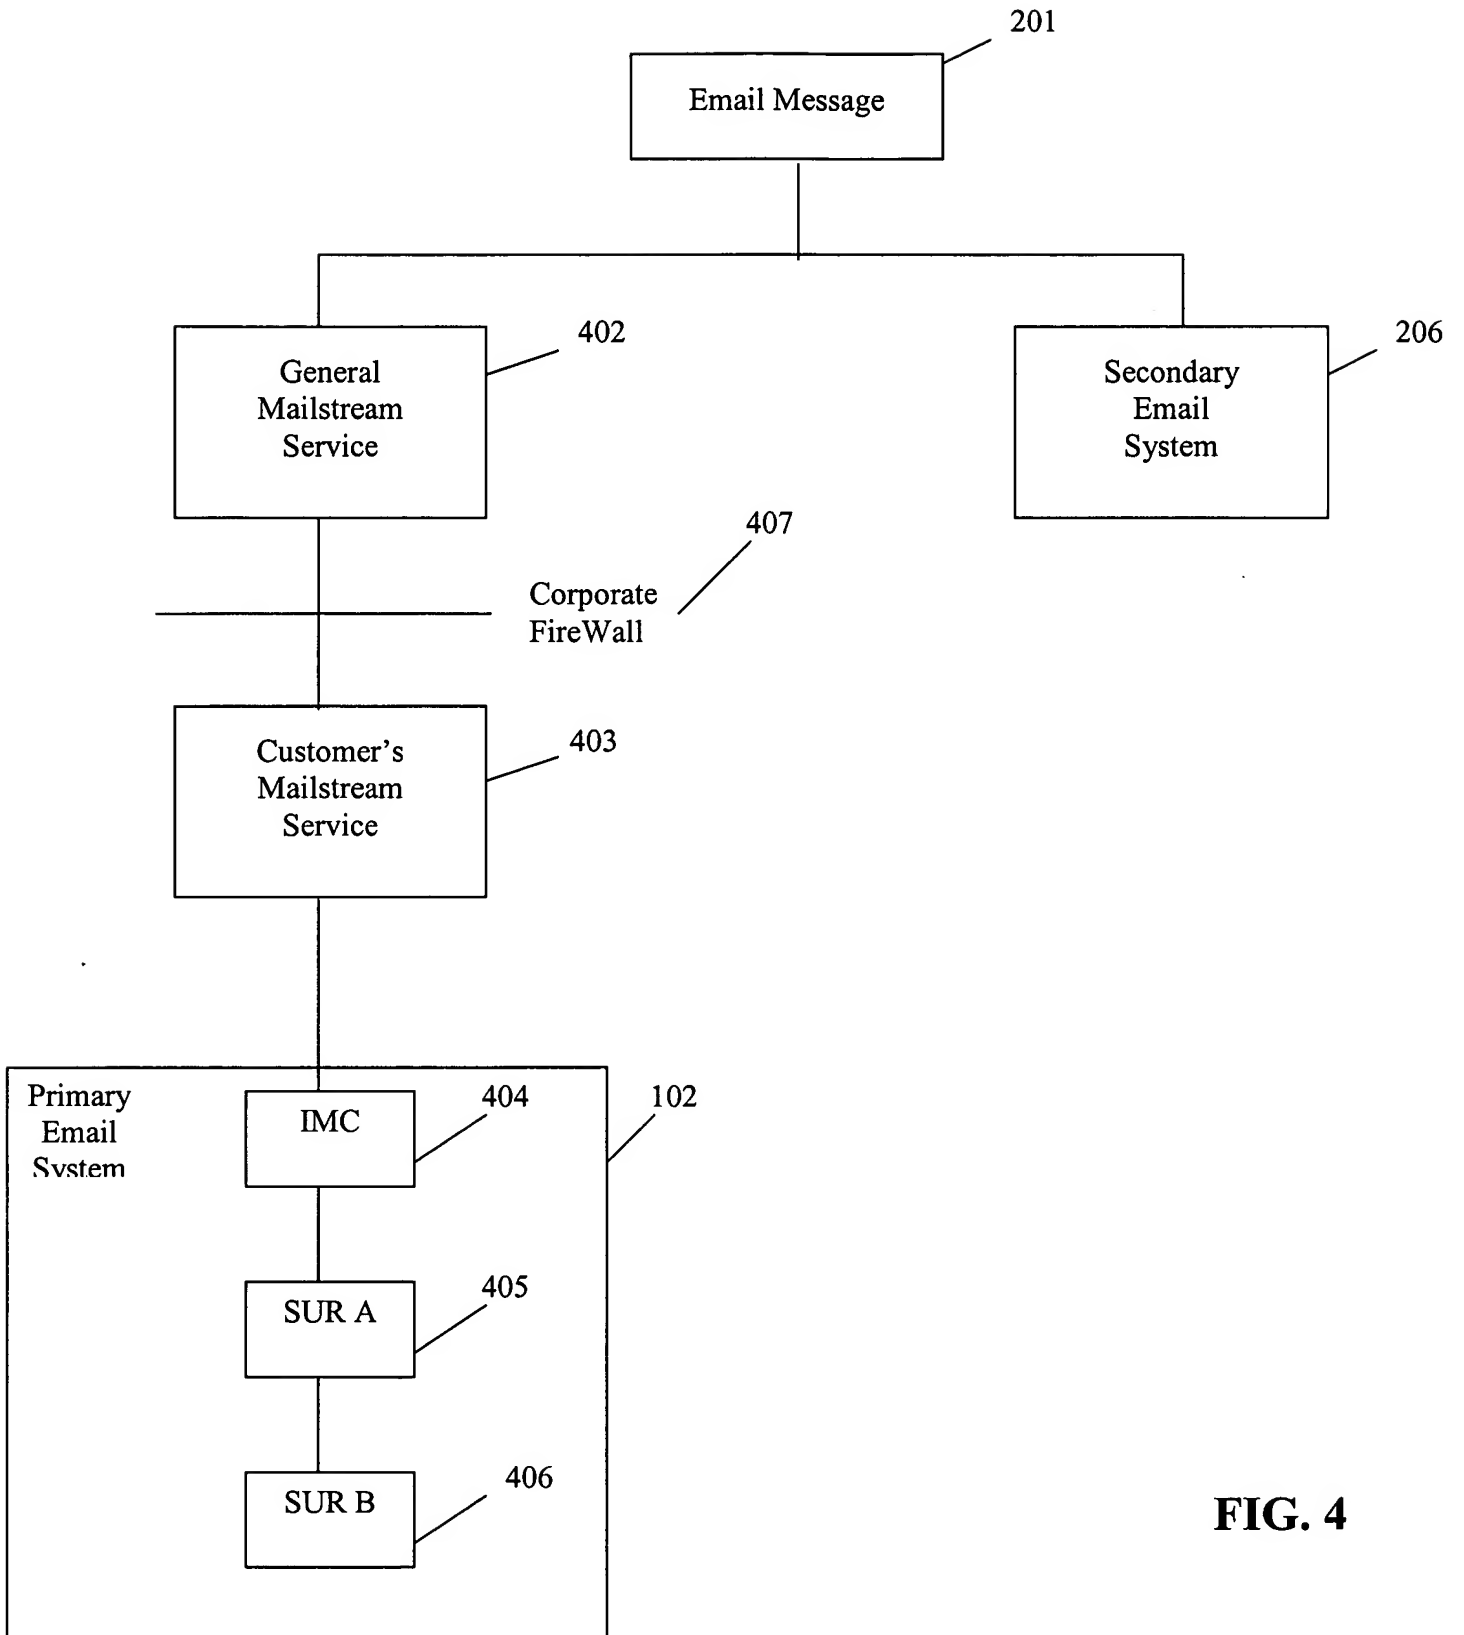 201
Email Message
402
General
Mailstream
Service
206
Secondary
Email
System
407
Corporate
FireWall
403
Customer’s
Mailstream
Service
Primary
Email
System
IMC
404
102
SUR A
405
SUR B
406
FIG. 4